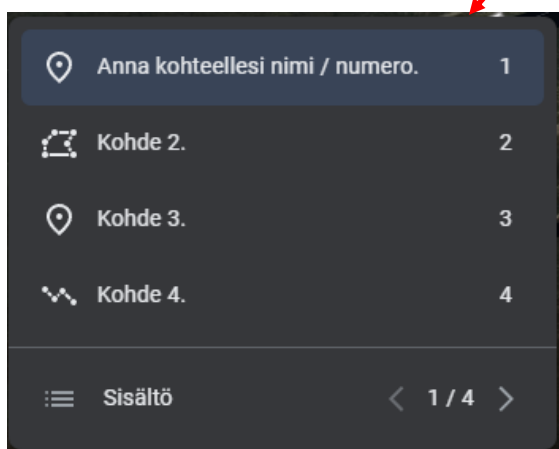 Anna kohteellesi nimi / numero. 1
Kohde 2. 2
Kohde 3. 3
Kohde 4. 4
Sisältö 1 / 4